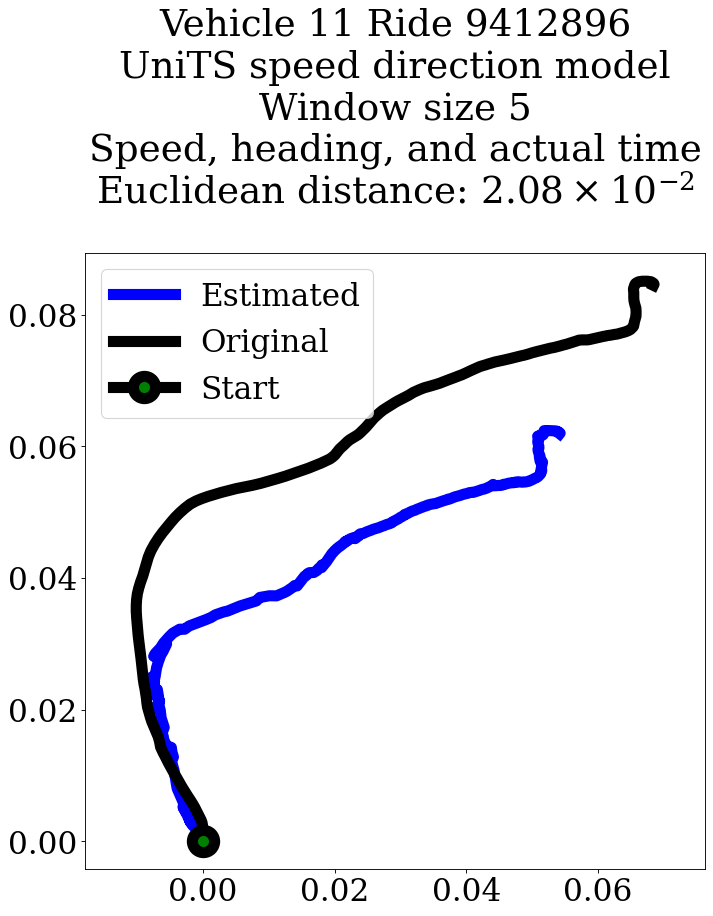 Vehicle 11 Ride 9412896
UniTS speed direction model
Window size 5
Speed, heading, and actual time
Euclidean distance: 2.08 × 10⁻²
Estimated
Original
Start
0.08
0.06
0.04
0.02
0.00
0.00 0.02 0.04 0.06